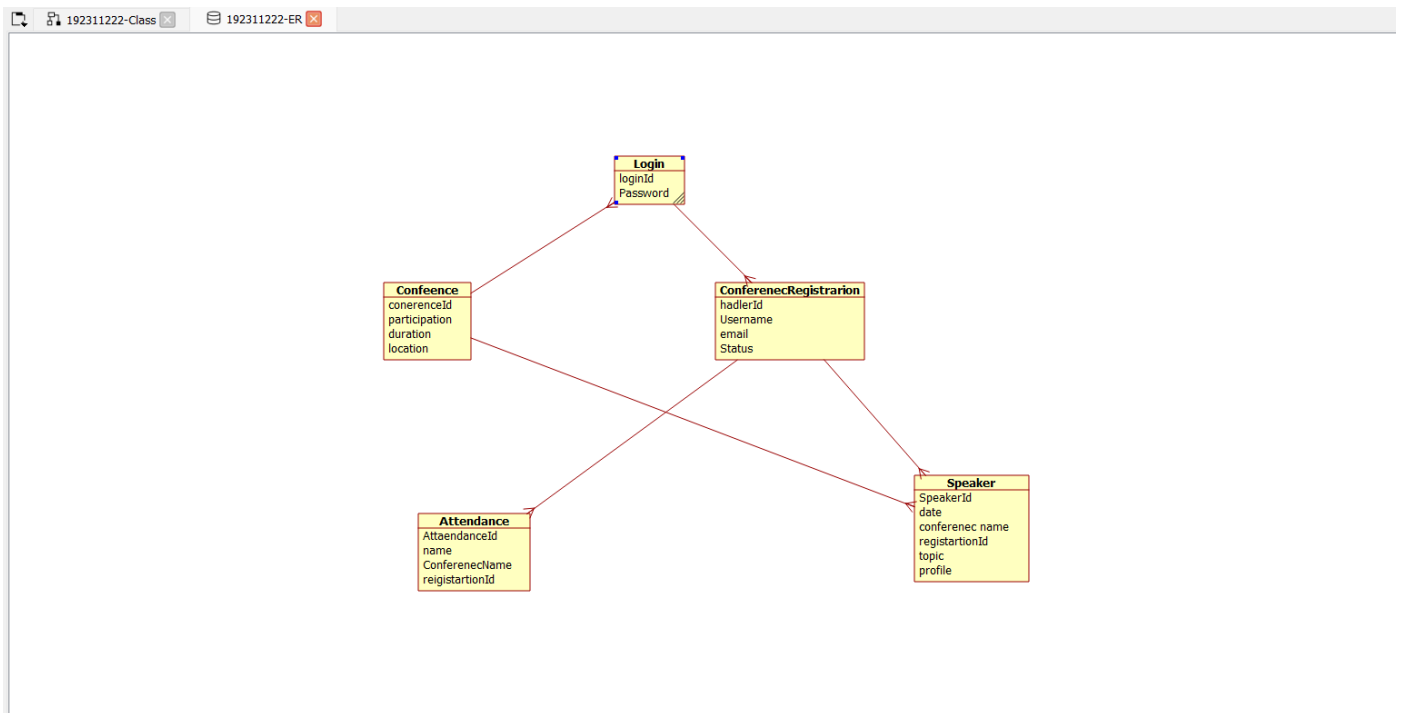 192311222-Class
192311222-ER
Login
loginId
Password
Confeence
conerenceId
participation
duration
location
ConferenecRegistrarion
hadlerId
Username
email
Status
Attendance
AttaendanceId
name
ConferenecName
reigistartionId
Speaker
SpeakerId
date
conferenec name
registartionId
topic
profile